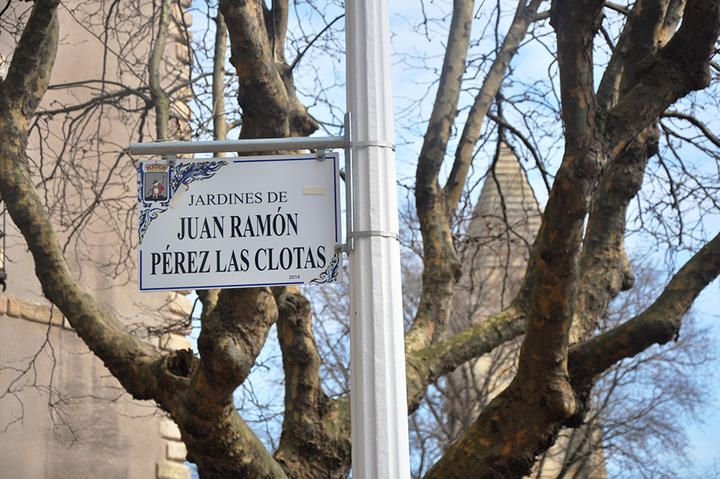 JARDINES DE
JUAN RAMÓN
PÉREZ LAS CLOTAS
2014